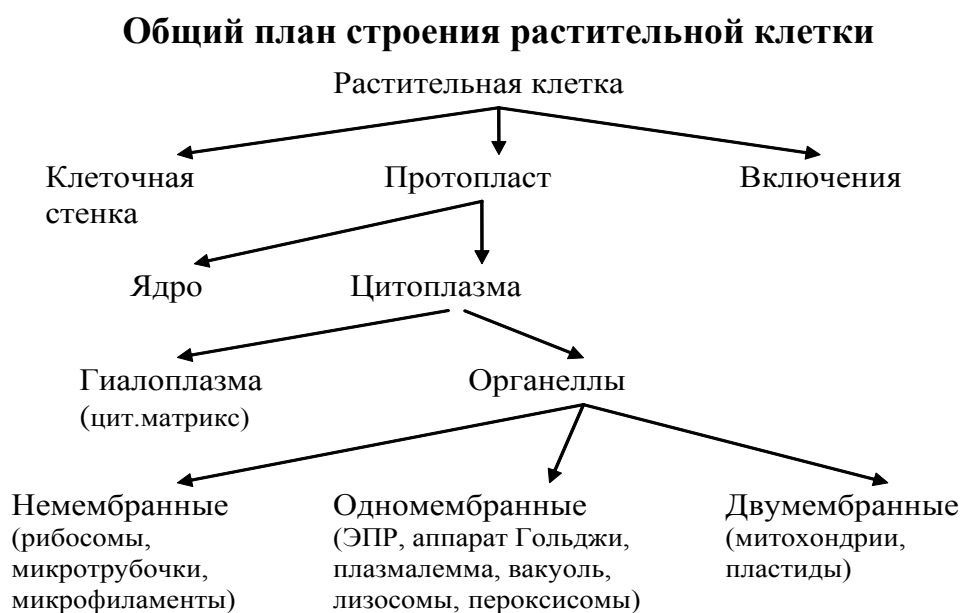 Общий план строения растительной клетки
Растительная клетка
Клеточная
стенка
Протопласт
Включения
Ядро
Цитоплазма
Гиалоплазма
(цит.матрикс)
Органеллы
Немембранные
(рибосомы,
микротрубочки,
микрофиламенты)
Одномембранные
(ЭПР, аппарат Гольджи,
плазмалемма, вакуоль,
лизосомы, пероксисомы)
Двумембранные
(митохондрии,
пластиды)